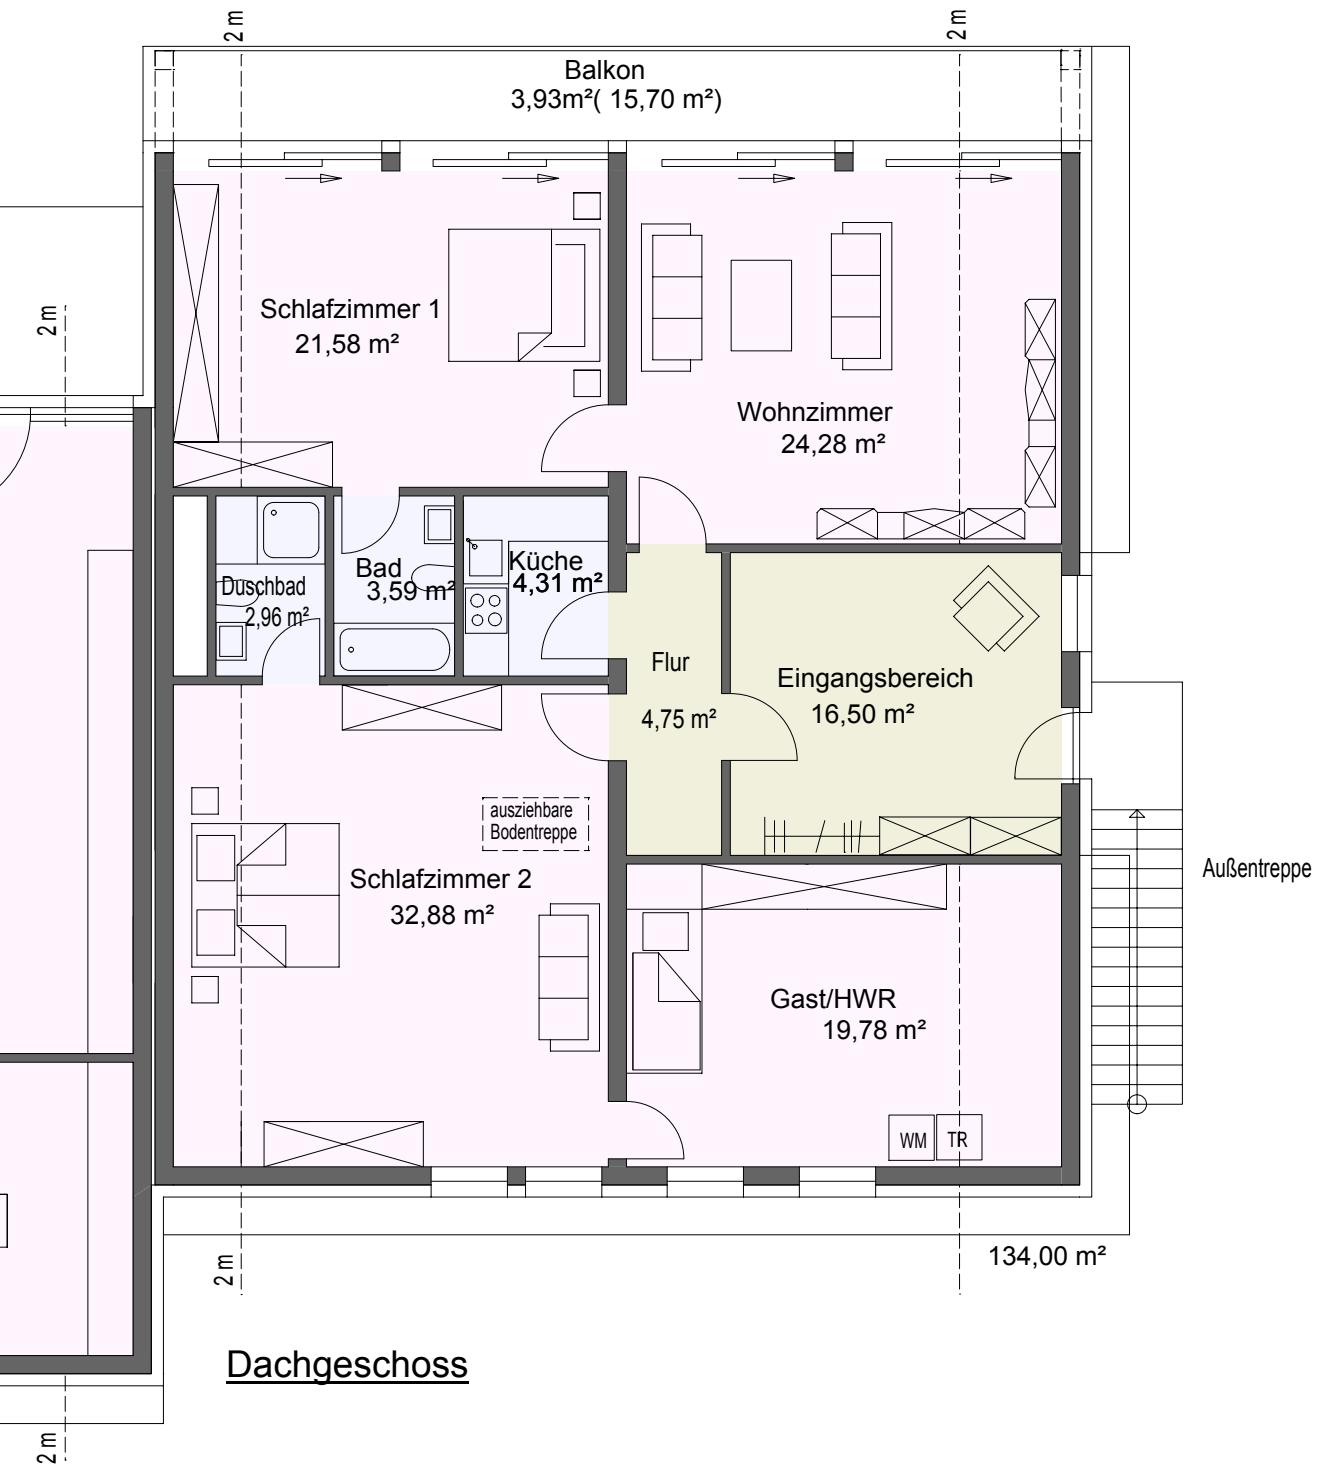 2 m
2 m
Balkon
3,93m²( 15,70 m²)
2 m
Schlafzimmer 1
21,58 m²
Wohnzimmer
24,28 m²
Duschbad
2,96 m²
Bad
3,59 m²
Küche
4,31 m²
Flur
4,75 m²
Eingangsbereich
16,50 m²
ausziehbare
Bodentreppe
Schlafzimmer 2
32,88 m²
Außentreppe
Gast/HWR
19,78 m²
WM
TR
2 m
134,00 m²
Dachgeschoss
2 m